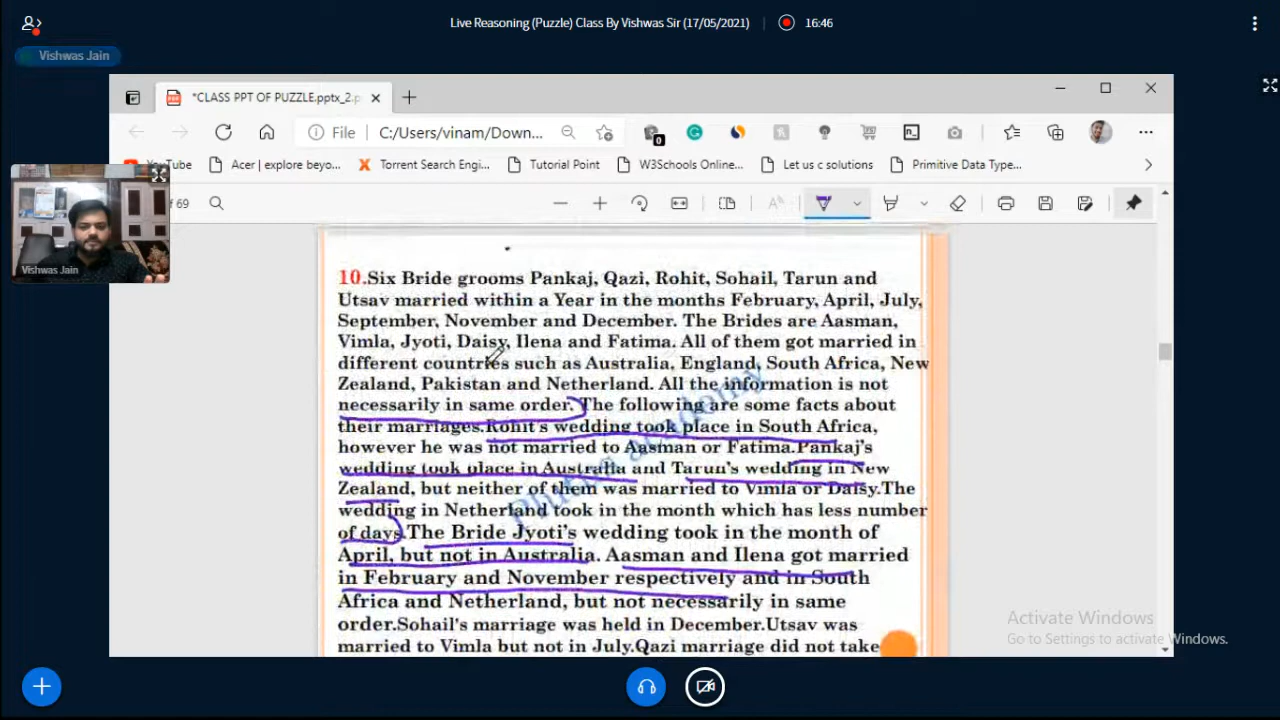 Live Reasoning (Puzzle) Class By Vishwas Sir (17/05/2021)
16:46
Vishwas Jain
*CLASS PPT OF PUZZLE.pptx_2.p
File C:/Users/vinam/Down...
YouTube Acer | explore beyo... Torrent Search Engi... Tutorial Point W3Schools Online... Let us c solutions Primitive Data Type...
of 69
Vishwas Jain
10.Six Bride grooms Pankaj, Qazi, Rohit, Sohail, Tarun and
Utsav married within a Year in the months February, April, July,
September, November and December. The Brides are Aasman,
Vimla, Jyoti, Daisy, Ilena and Fatima. All of them got married in
different countries such as Australia, England, South Africa, New
Zealand, Pakistan and Netherland. All the information is not
necessarily in same order. The following are some facts about
their marriages.Rohit's wedding took place in South Africa,
however he was not married to Aasman or Fatima.Pankaj's
wedding took place in Australia and Tarun's wedding in New
Zealand, but neither of them was married to Vimla or Daisy.The
wedding in Netherland took in the month which has less number
of days.The Bride Jyoti's wedding took in the month of
April, but not in Australia. Aasman and Ilena got married
in February and November respectively and in South
Africa and Netherland, but not necessarily in same
order.Sohail's marriage was held in December.Utsav was
married to Vimla but not in July.Qazi marriage did not take
academy
Activate Windows
Go to Settings to activate Windows.